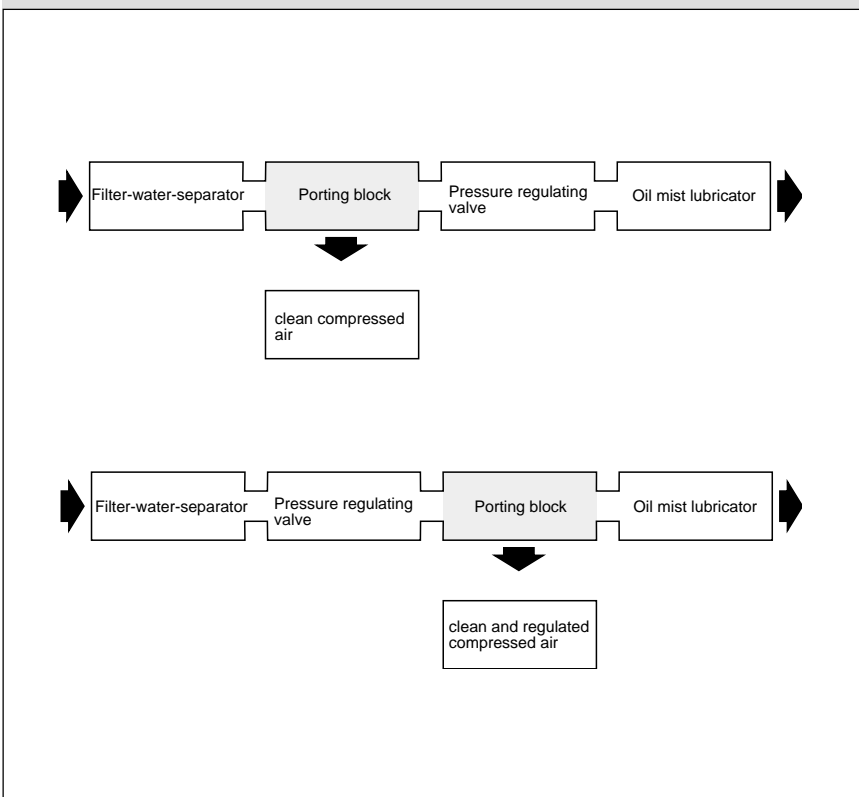 Filter-water-separator
Porting block
Pressure regulating
valve
Oil mist lubricator
clean compressed
air
Filter-water-separator
Pressure regulating
valve
Porting block
Oil mist lubricator
clean and regulated
compressed air